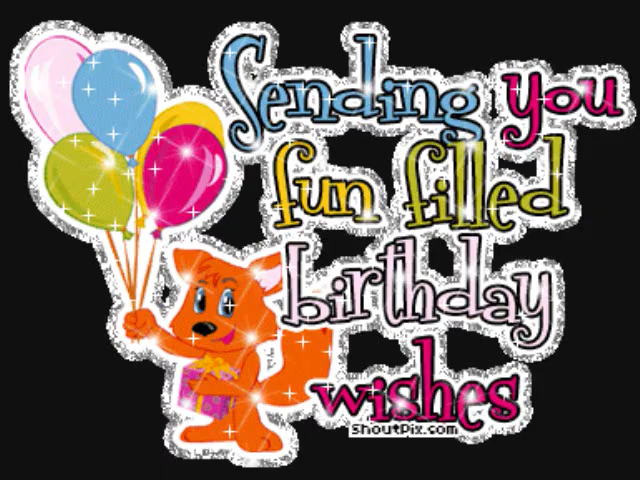 Sending you
fun filled
birthday
wishes
ShoutPix.com